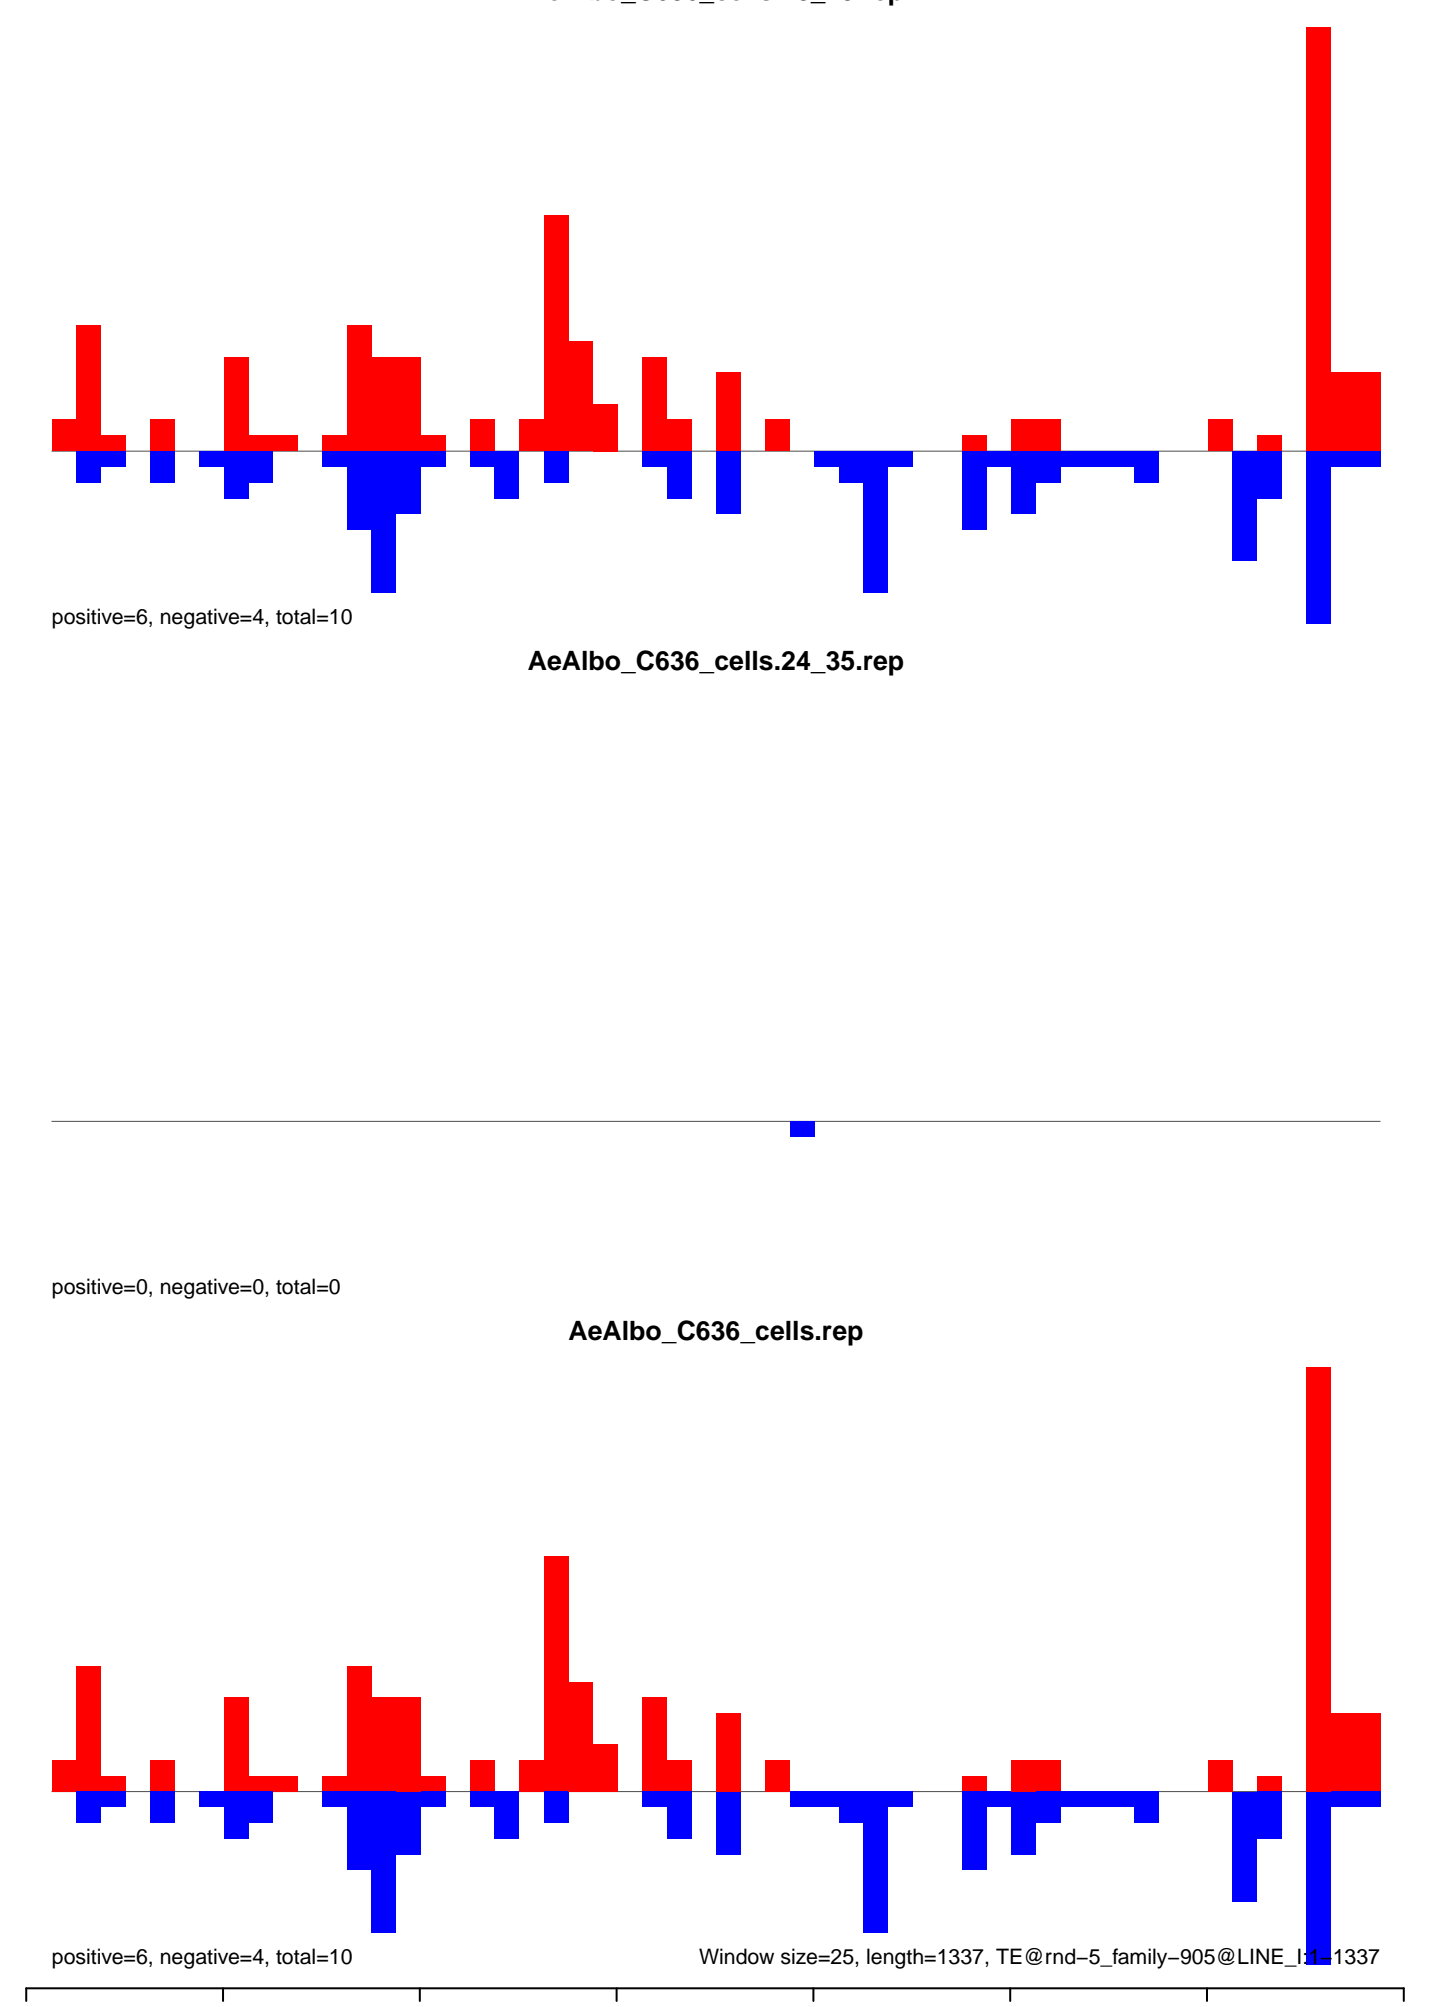 positive=6, negative=4, total=10
AeAlbo_C636_cells.24_35.rep
positive=0, negative=0, total=0
AeAlbo_C636_cells.rep
positive=6, negative=4, total=10
Window size=25, length=1337, TE@rnd−5_family−905@LINE_I:1−1337